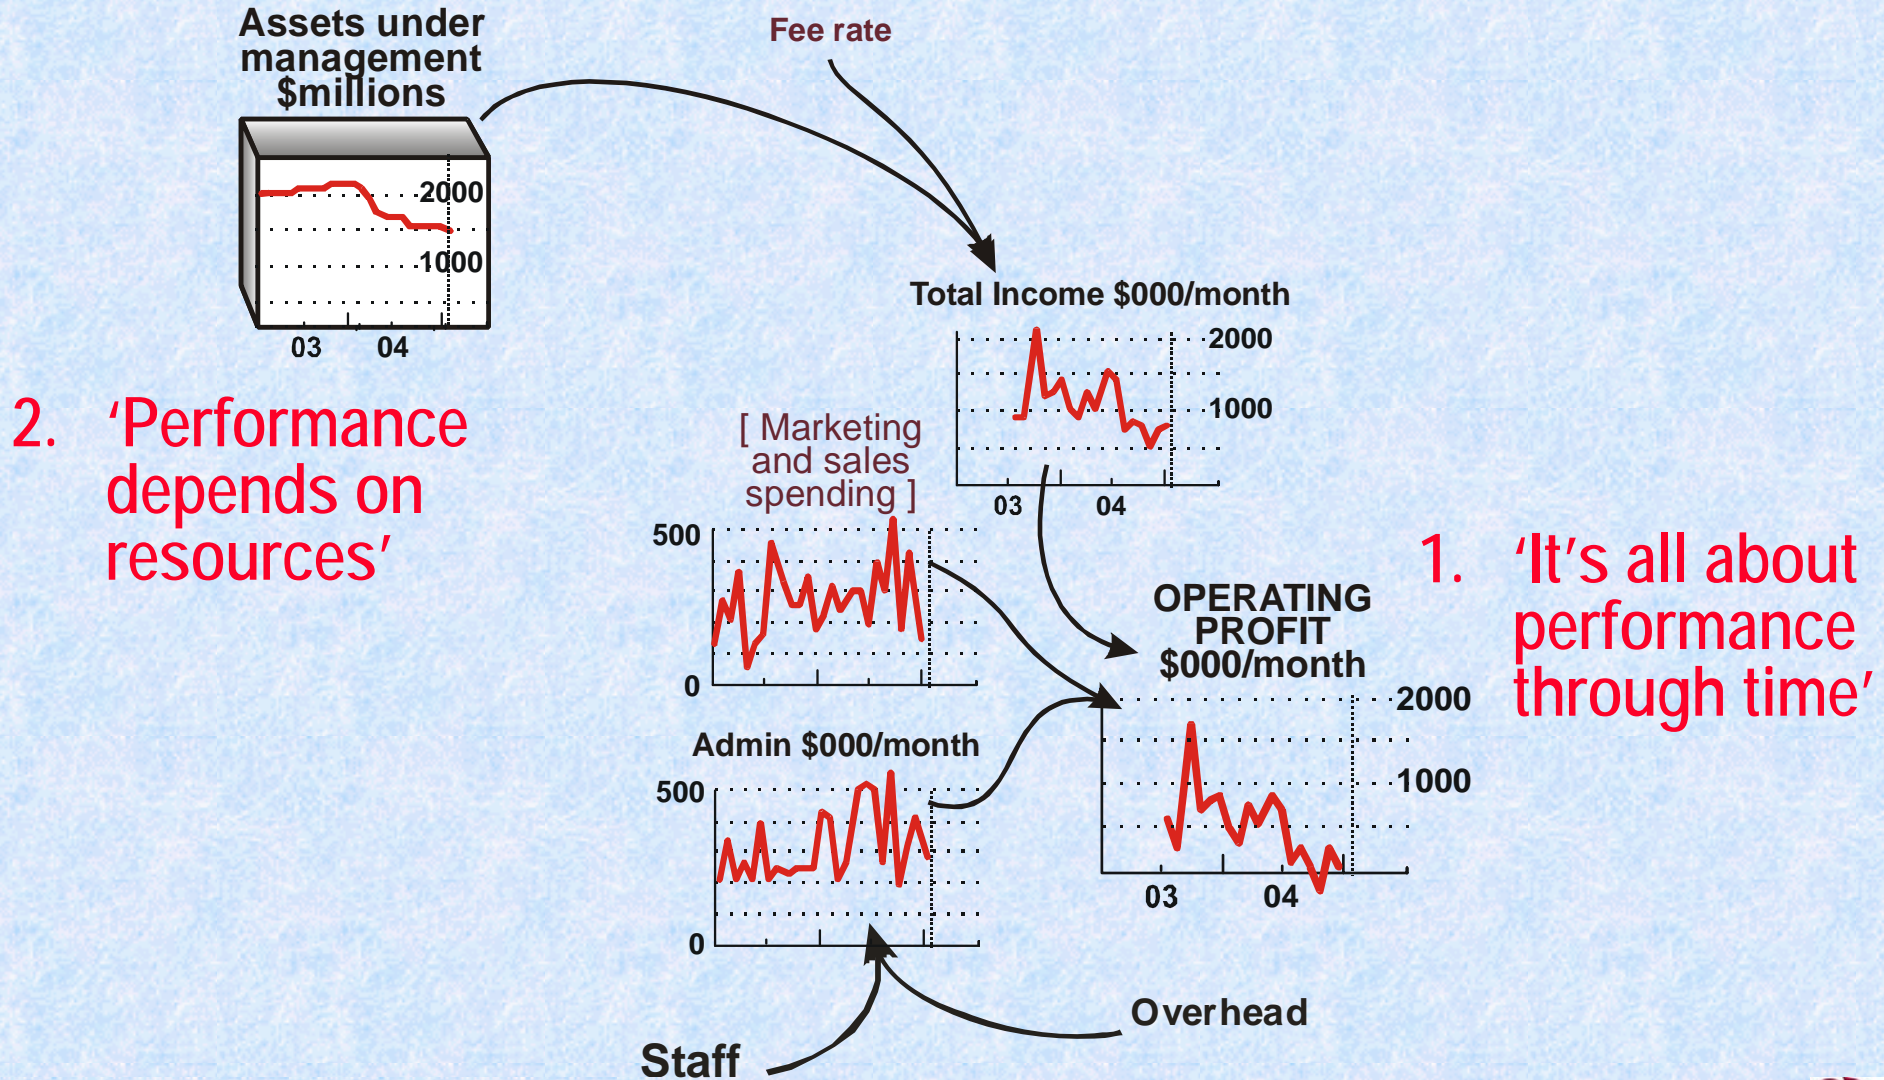 Assets under
management
$millions
2000
1000
03 04
Fee rate
Total Income $000/month
2000
1000
03 04
2. ‘Performance
depends on
resources’
[ Marketing
and sales
spending ]
500
0
1. ‘It's all about
performance
through time’
OPERATING
PROFIT
$000/month
2000
1000
03 04
Admin $000/month
500
0
Overhead
Staff